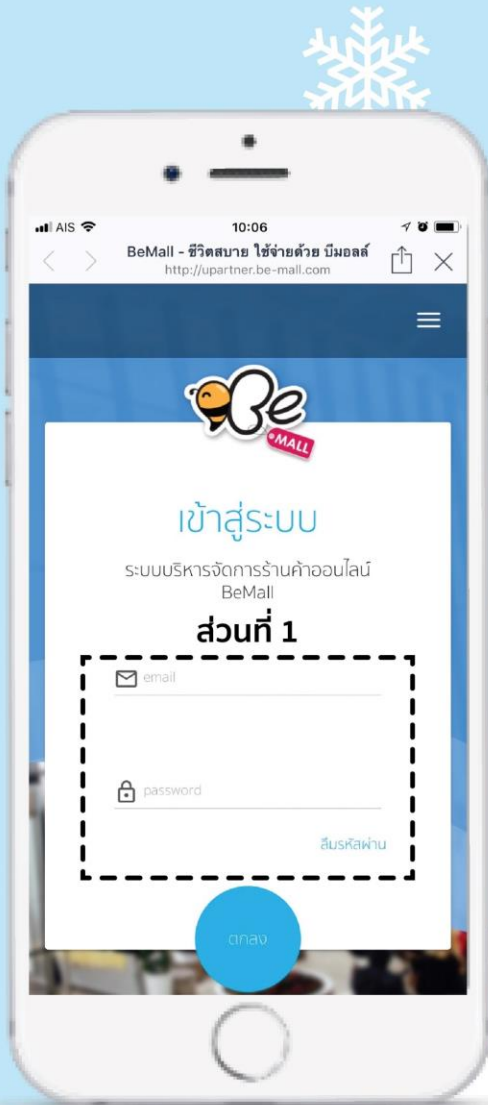 AIS 10:06
BeMall - ชีวิตสบาย ใช้จ่ายด้วย บีมอลล์
http://upartner.be-mall.com
Be
eMALL
เข้าสู่ระบบ
ระบบบริหารจัดการร้านค้าออนไลน์
BeMall
ส่วนที่ 1
email
password
ลืมรหัสผ่าน
ตกลง